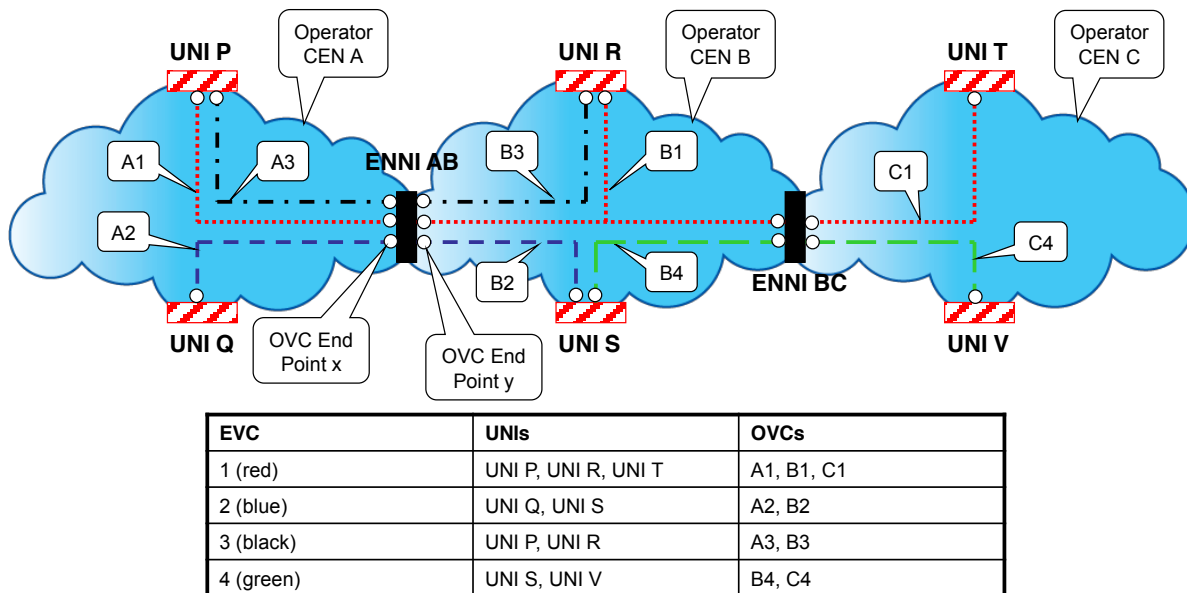 UNI P
Operator
CEN A
UNI R
Operator
CEN B
UNI T
Operator
CEN C
A1
A3
ENNI AB
B3
B1
C1
A2
B2
B4
ENNI BC
C4
UNI Q
OVC End
Point x
OVC End
Point y
UNI S
UNI V
EVC UNIs OVCs
1 (red) UNI P, UNI R, UNI T A1, B1, C1
2 (blue) UNI Q, UNI S A2, B2
3 (black) UNI P, UNI R A3, B3
4 (green) UNI S, UNI V B4, C4